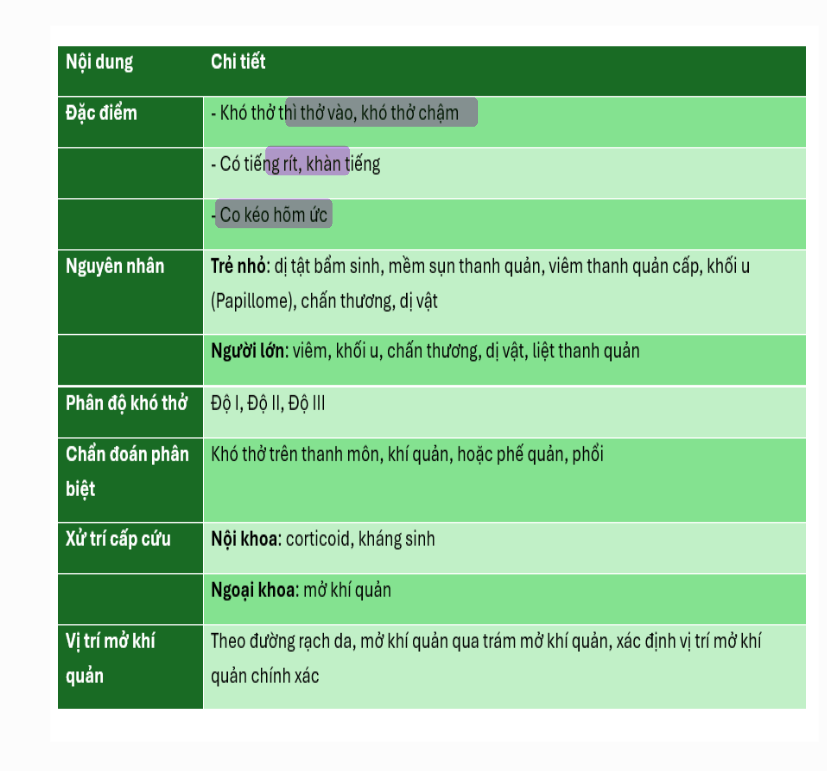 Nội dung Chi tiết
Đặc điểm - Khó thở thì thở vào, khó thở chậm
- Có tiếng rít, khàn tiếng
- Co kéo hõm ức
Nguyên nhân Trẻ nhỏ: dị tật bẩm sinh, mềm sụn thanh quản, viêm thanh quản cấp, khối u
(Papillome), chấn thương, dị vật
Người lớn: viêm, khối u, chấn thương, dị vật, liệt thanh quản
Phân độ khó thở Độ I, Độ II, Độ III
Chẩn đoán phân Khó thở trên thanh môn, khí quản, hoặc phế quản, phổi
biệt
Xử trí cấp cứu Nội khoa: corticoid, kháng sinh
Ngoại khoa: mở khí quản
Vị trí mở khí Theo đường rạch da, mở khí quản qua trám mở khí quản, xác định vị trí mở khí
quản quản chính xác